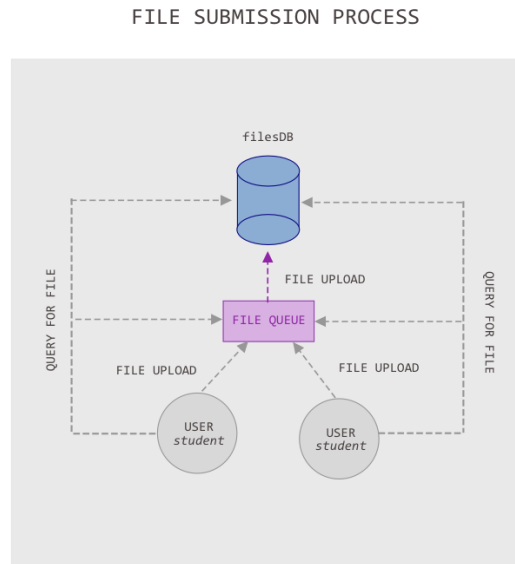 FILE SUBMISSION PROCESS
filesDB
FILE UPLOAD
FILE QUEUE
QUERY FOR FILE
QUERY FOR FILE
FILE UPLOAD
FILE UPLOAD
USER
student
USER
student